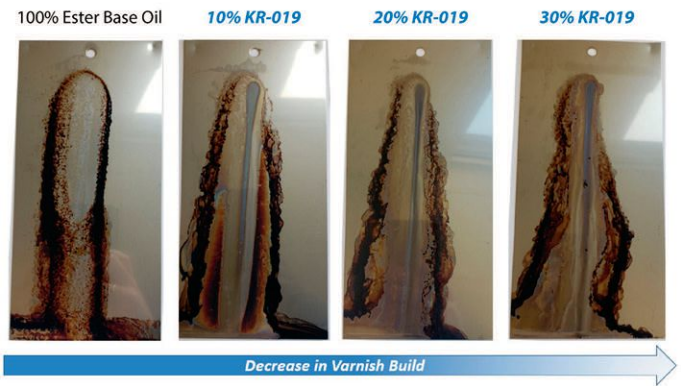 100% Ester Base Oil
10% KR-019
20% KR-019
30% KR-019
Decrease in Varnish Build